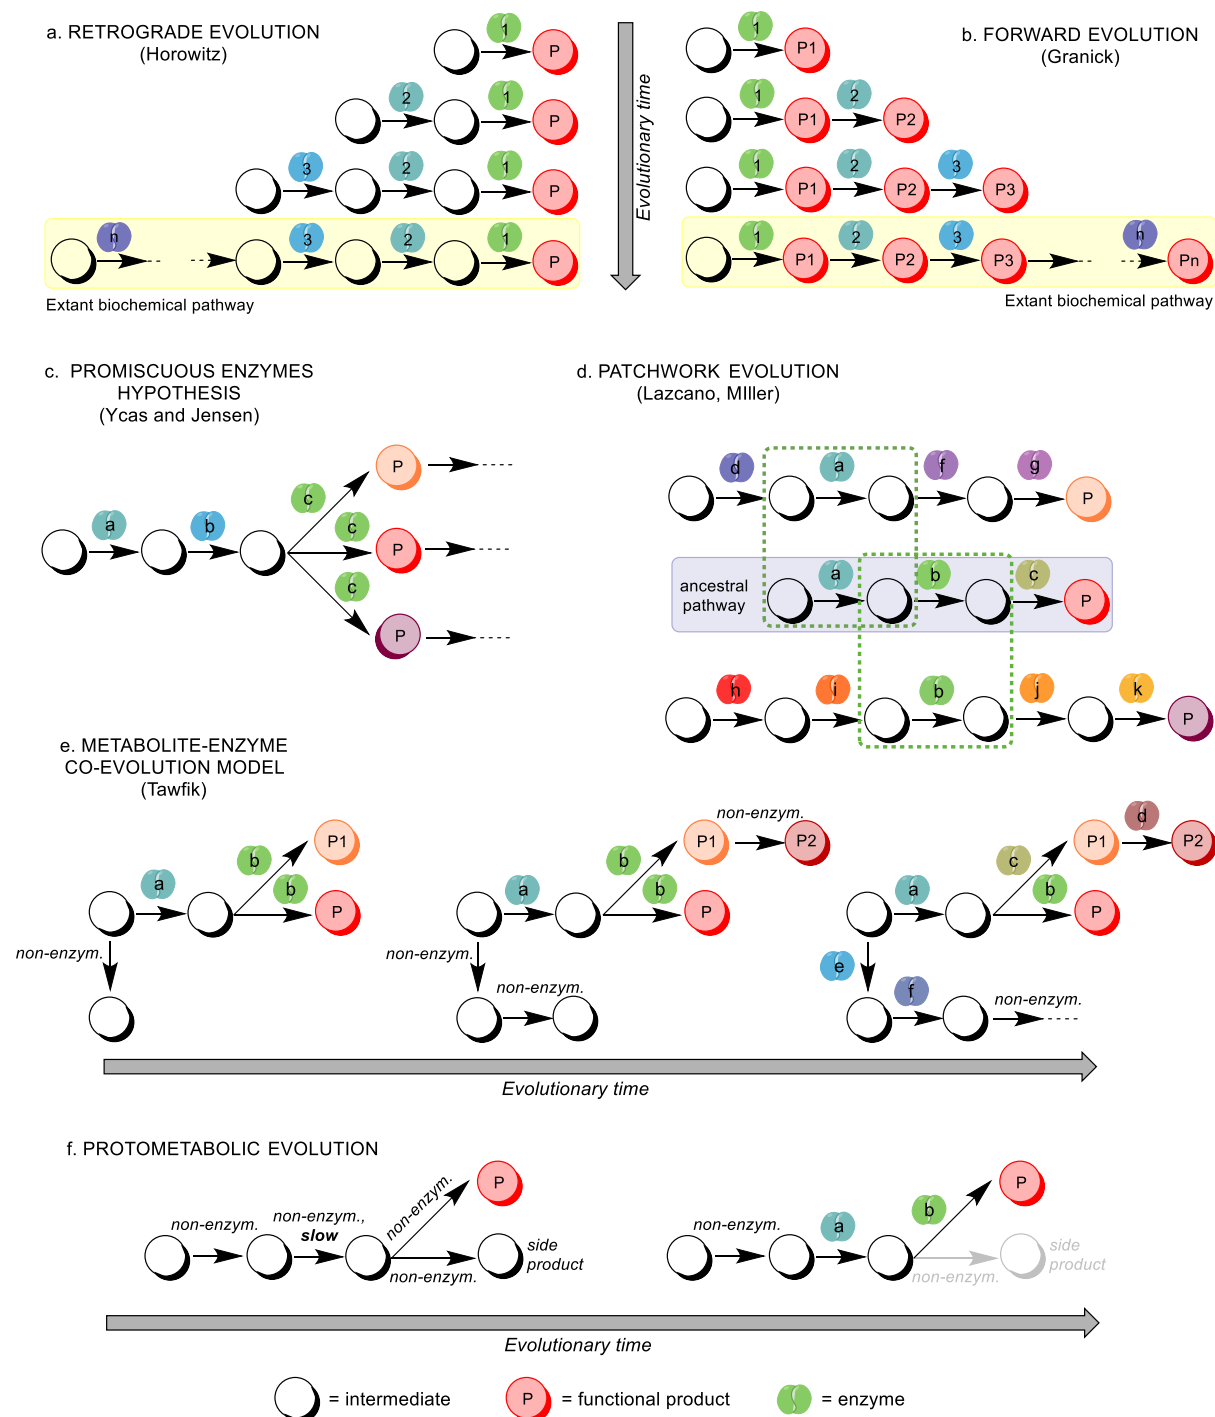 a. RETROGRADE EVOLUTION
(Horowitz)
1
P
2
1
P
3
2
1
P
n
3
2
1
P
Extant biochemical pathway
Evolutionary time
b. FORWARD EVOLUTION
(Granick)
1
P1
1
2
P1
P2
1
2
3
P1
P2
P3
1
2
3
n
P1
P2
P3
Pn
Extant biochemical pathway
c. PROMISCUOUS ENZYMES
HYPOTHESIS
(Ycas and Jensen)
a
b
c
c
c
P
P
P
d. PATCHWORK EVOLUTION
(Lazcano, MIller)
d
a
f
g
P
ancestral
pathway
a
b
c
P
h
i
b
j
k
P
e. METABOLITE-ENZYME
CO-EVOLUTION MODEL
(Tawfik)
a
b
b
P1
P
non-enzym.
non-enzym.
a
b
b
P1
P2
P
non-enzym.
non-enzym.
a
c
b
d
P1
P2
P
e
f
non-enzym.
Evolutionary time
f. PROTOMETABOLIC EVOLUTION
non-enzym.
non-enzym.,
slow
non-enzym.
non-enzym.
P
side
product
non-enzym.
a
b
P
non-enzym.
side
product
Evolutionary time
= intermediate
P
= functional product
= enzyme